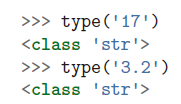 >>> type('17')
<class 'str'>
>>> type('3.2')
<class 'str'>